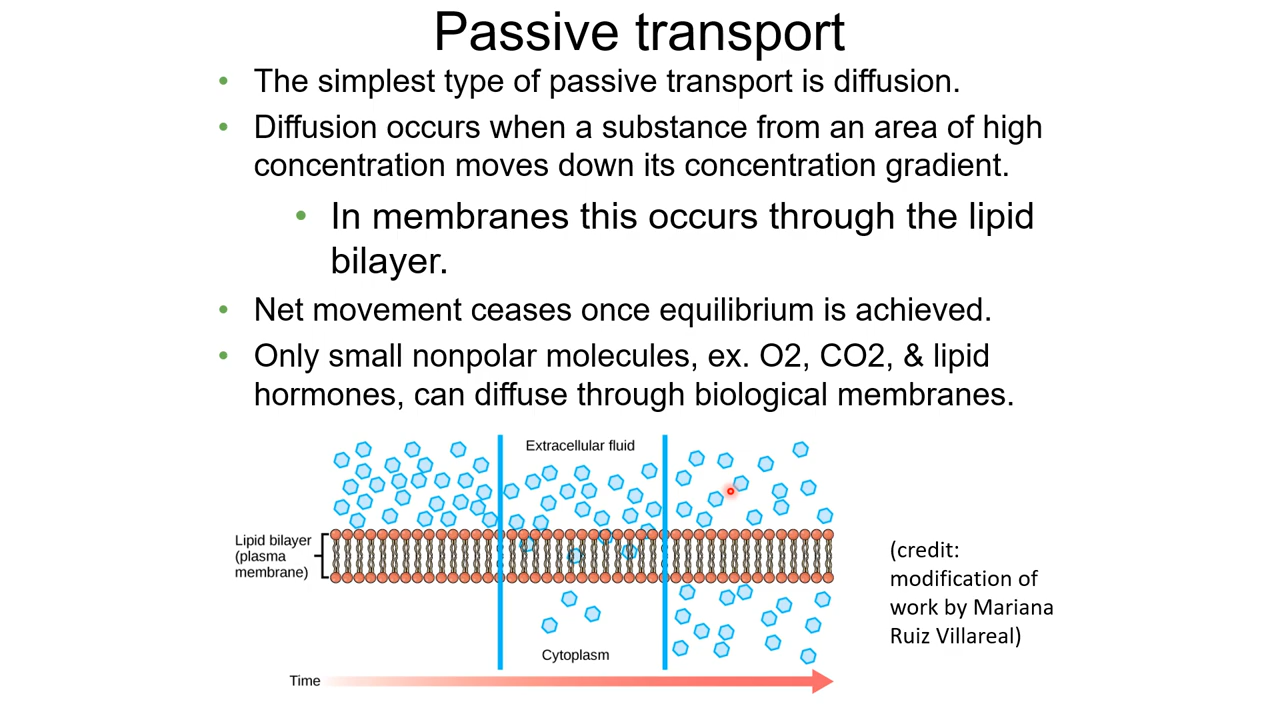 Passive transport
• The simplest type of passive transport is diffusion.
• Diffusion occurs when a substance from an area of high
concentration moves down its concentration gradient.
• In membranes this occurs through the lipid
bilayer.
• Net movement ceases once equilibrium is achieved.
• Only small nonpolar molecules, ex. O2, CO2, & lipid
hormones, can diffuse through biological membranes.
Extracellular fluid
Lipid bilayer
(plasma
membrane)
Cytoplasm
Time
(credit:
modification of
work by Mariana
Ruiz Villareal)